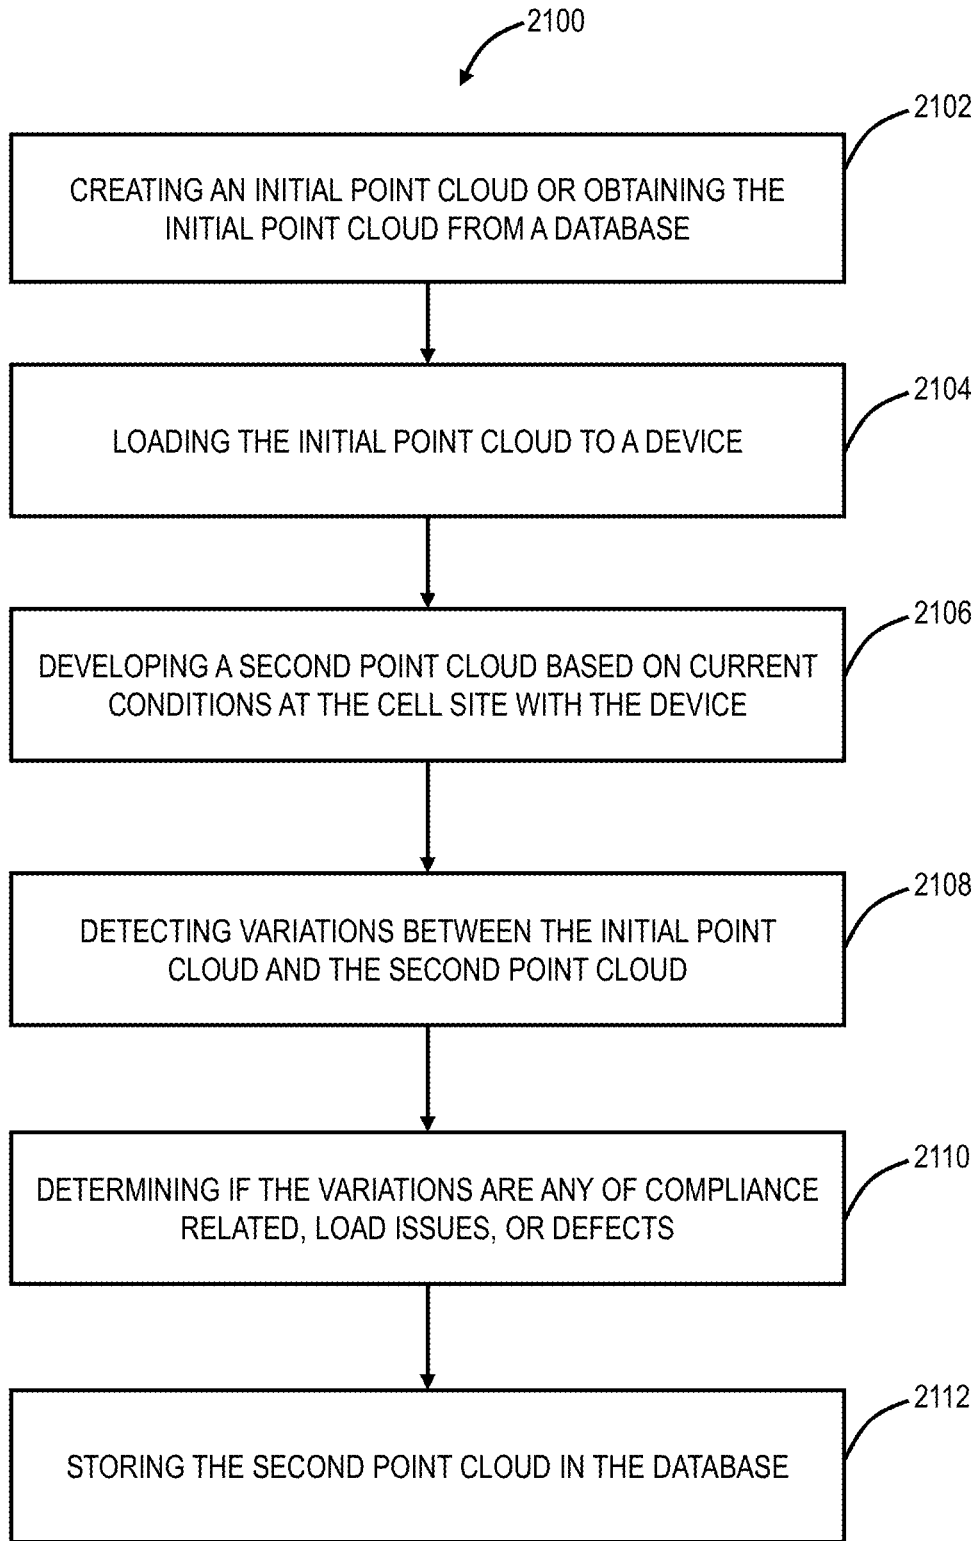 2100
2102
CREATING AN INITIAL POINT CLOUD OR OBTAINING THE
INITIAL POINT CLOUD FROM A DATABASE
2104
LOADING THE INITIAL POINT CLOUD TO A DEVICE
2106
DEVELOPING A SECOND POINT CLOUD BASED ON CURRENT
CONDITIONS AT THE CELL SITE WITH THE DEVICE
2108
DETECTING VARIATIONS BETWEEN THE INITIAL POINT
CLOUD AND THE SECOND POINT CLOUD
2110
DETERMINING IF THE VARIATIONS ARE ANY OF COMPLIANCE
RELATED, LOAD ISSUES, OR DEFECTS
2112
STORING THE SECOND POINT CLOUD IN THE DATABASE